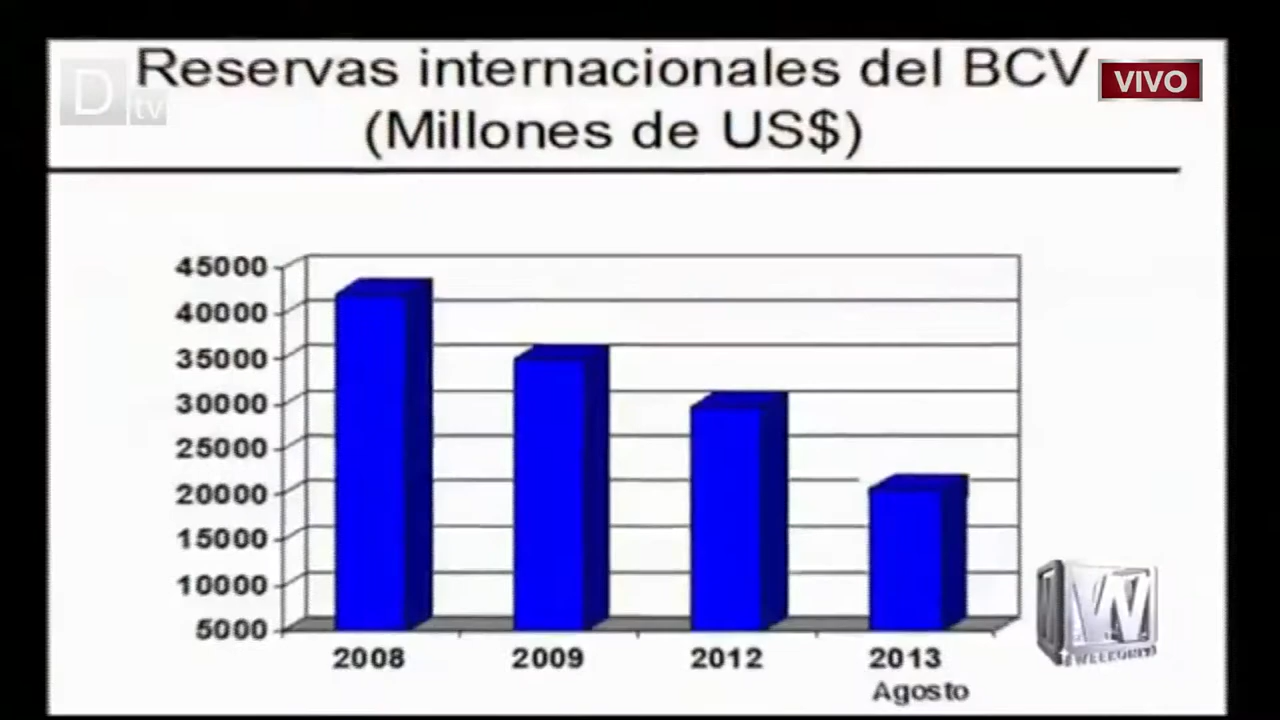 Reservas internacionales del BCV
(Millones de US$)
D
tv
VIVO
45000
40000
35000
30000
25000
20000
15000
10000
5000
2008 2009 2012 2013
Agosto